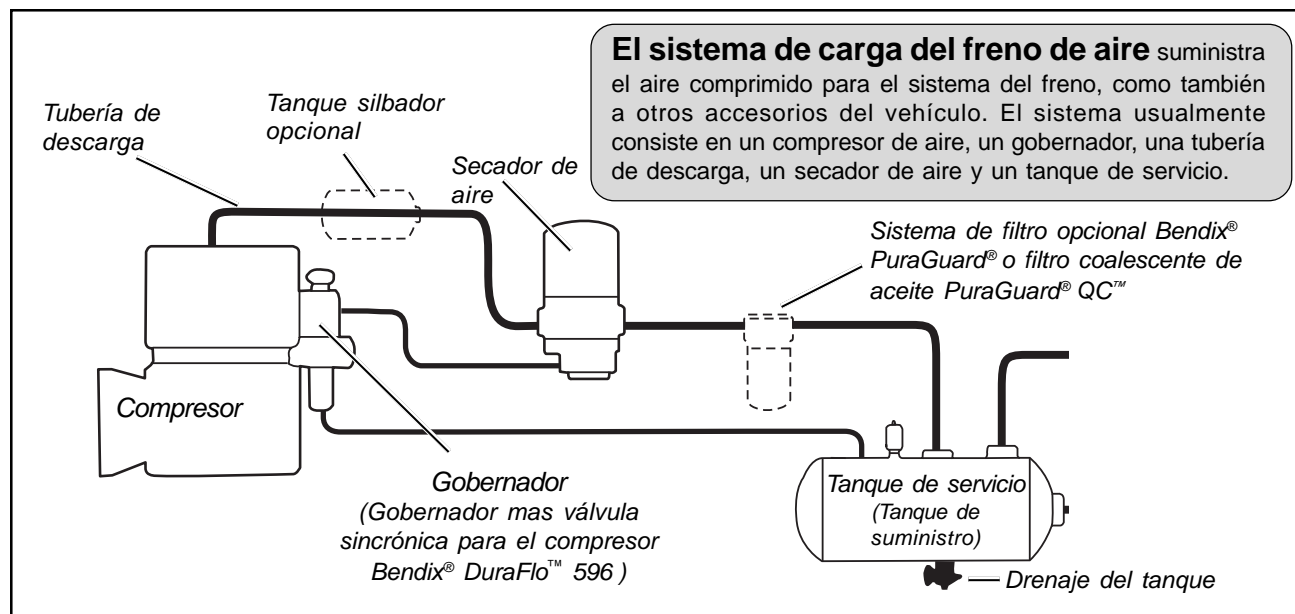 El sistema de carga del freno de aire suministra
el aire comprimido para el sistema del freno, como también
a otros accesorios del vehículo. El sistema usualmente
consiste en un compresor de aire, un gobernador, una tubería
de descarga, un secador de aire y un tanque de servicio.
Tubería de
descarga
Tanque silbador
opcional
Secador de
aire
Sistema de filtro opcional Bendix®
PuraGuard® o filtro coalescente de
aceite PuraGuard® QC™
Compresor
Gobernador
(Gobernador mas válvula
sincrónica para el compresor
Bendix® DuraFlo™ 596 )
Tanque de servicio
(Tanque de
suministro)
Drenaje del tanque